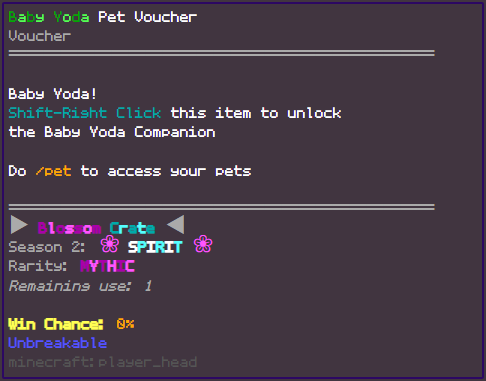 Baby Yoda Pet Voucher
Voucher
Baby Yoda!
Shift-Right Click this item to unlock
the Baby Yoda Companion
Do /pet to access your pets
▶ Blossom Crate ◀
Season 2: ❀ SPIRIT ❀
Rarity: MYTHIC
Remaining use: 1
Win Chance: 0%
Unbreakable
minecraft:player_head